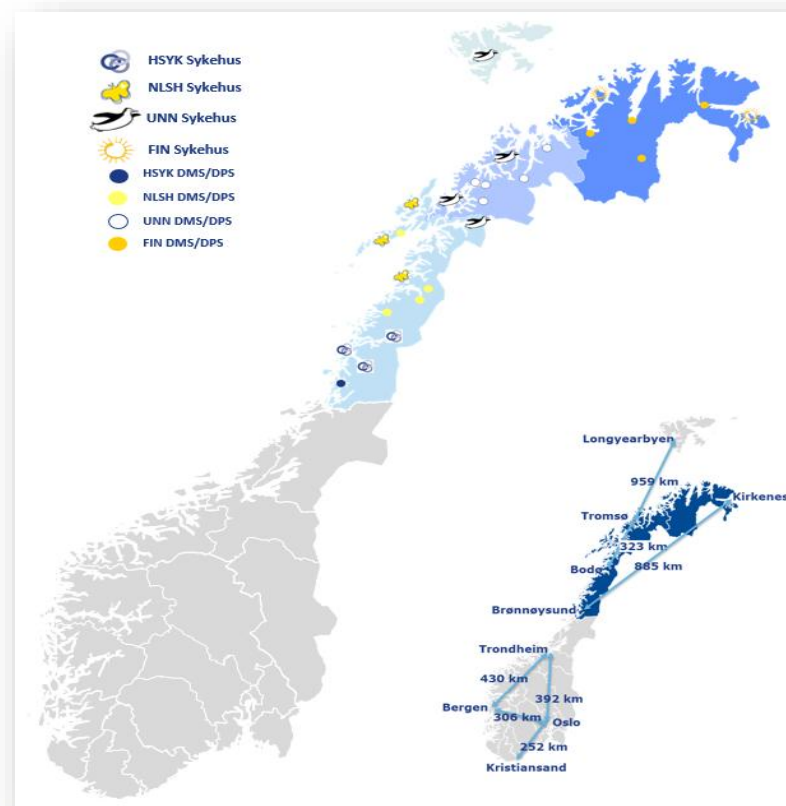 HSYK Sykehus
NLSH Sykehus
UNN Sykehus
FIN Sykehus
HSYK DMS/DPS
NLSH DMS/DPS
UNN DMS/DPS
FIN DMS/DPS
Longyearbyen
959 km
Kirkenes
Tromsø
323 km
Bodø
885 km
Brønnøysund
Trondheim
430 km
392 km
Bergen
306 km
Oslo
252 km
Kristiansand